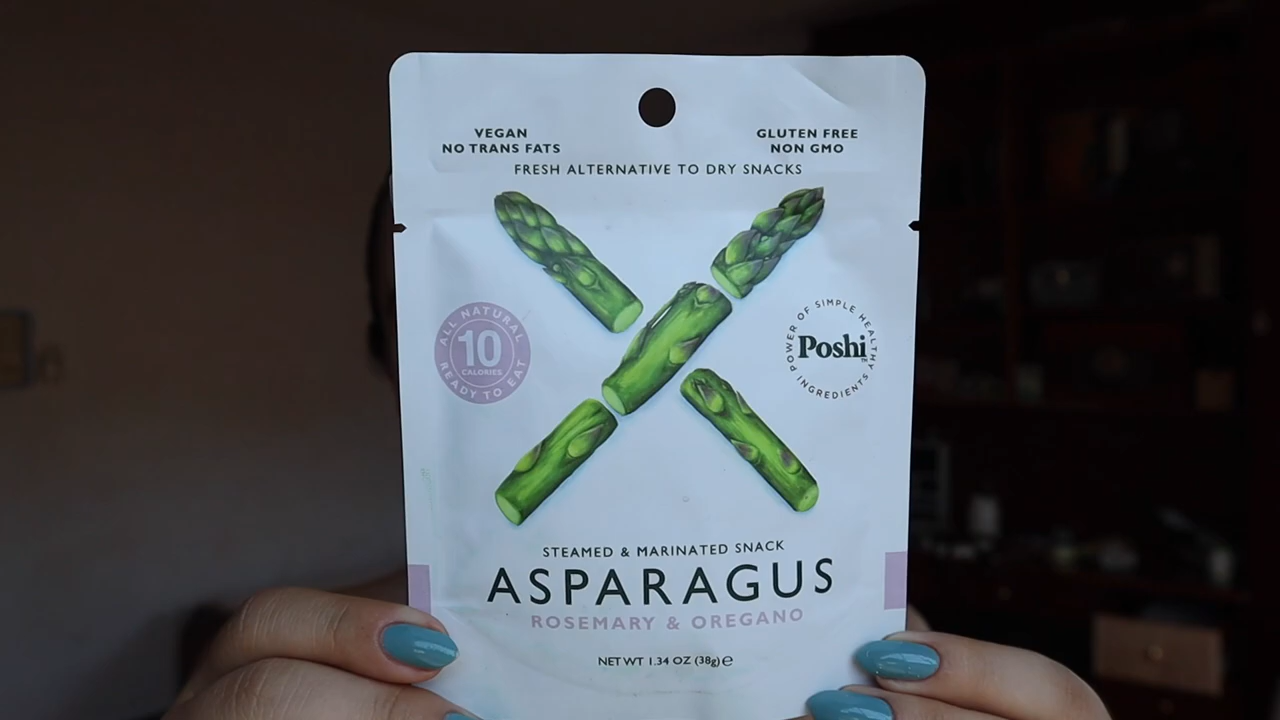 VEGAN
NO TRANS FATS
GLUTEN FREE
NON GMO
FRESH ALTERNATIVE TO DRY SNACKS
ALL NATURAL
10
CALORIES
READY TO EAT
POWER OF SIMPLE HEALTHY INGREDIENTS
Poshi
STEAMED & MARINATED SNACK
ASPARAGUS
ROSEMARY & OREGANO
NET WT 1.34 OZ (38g) ℮